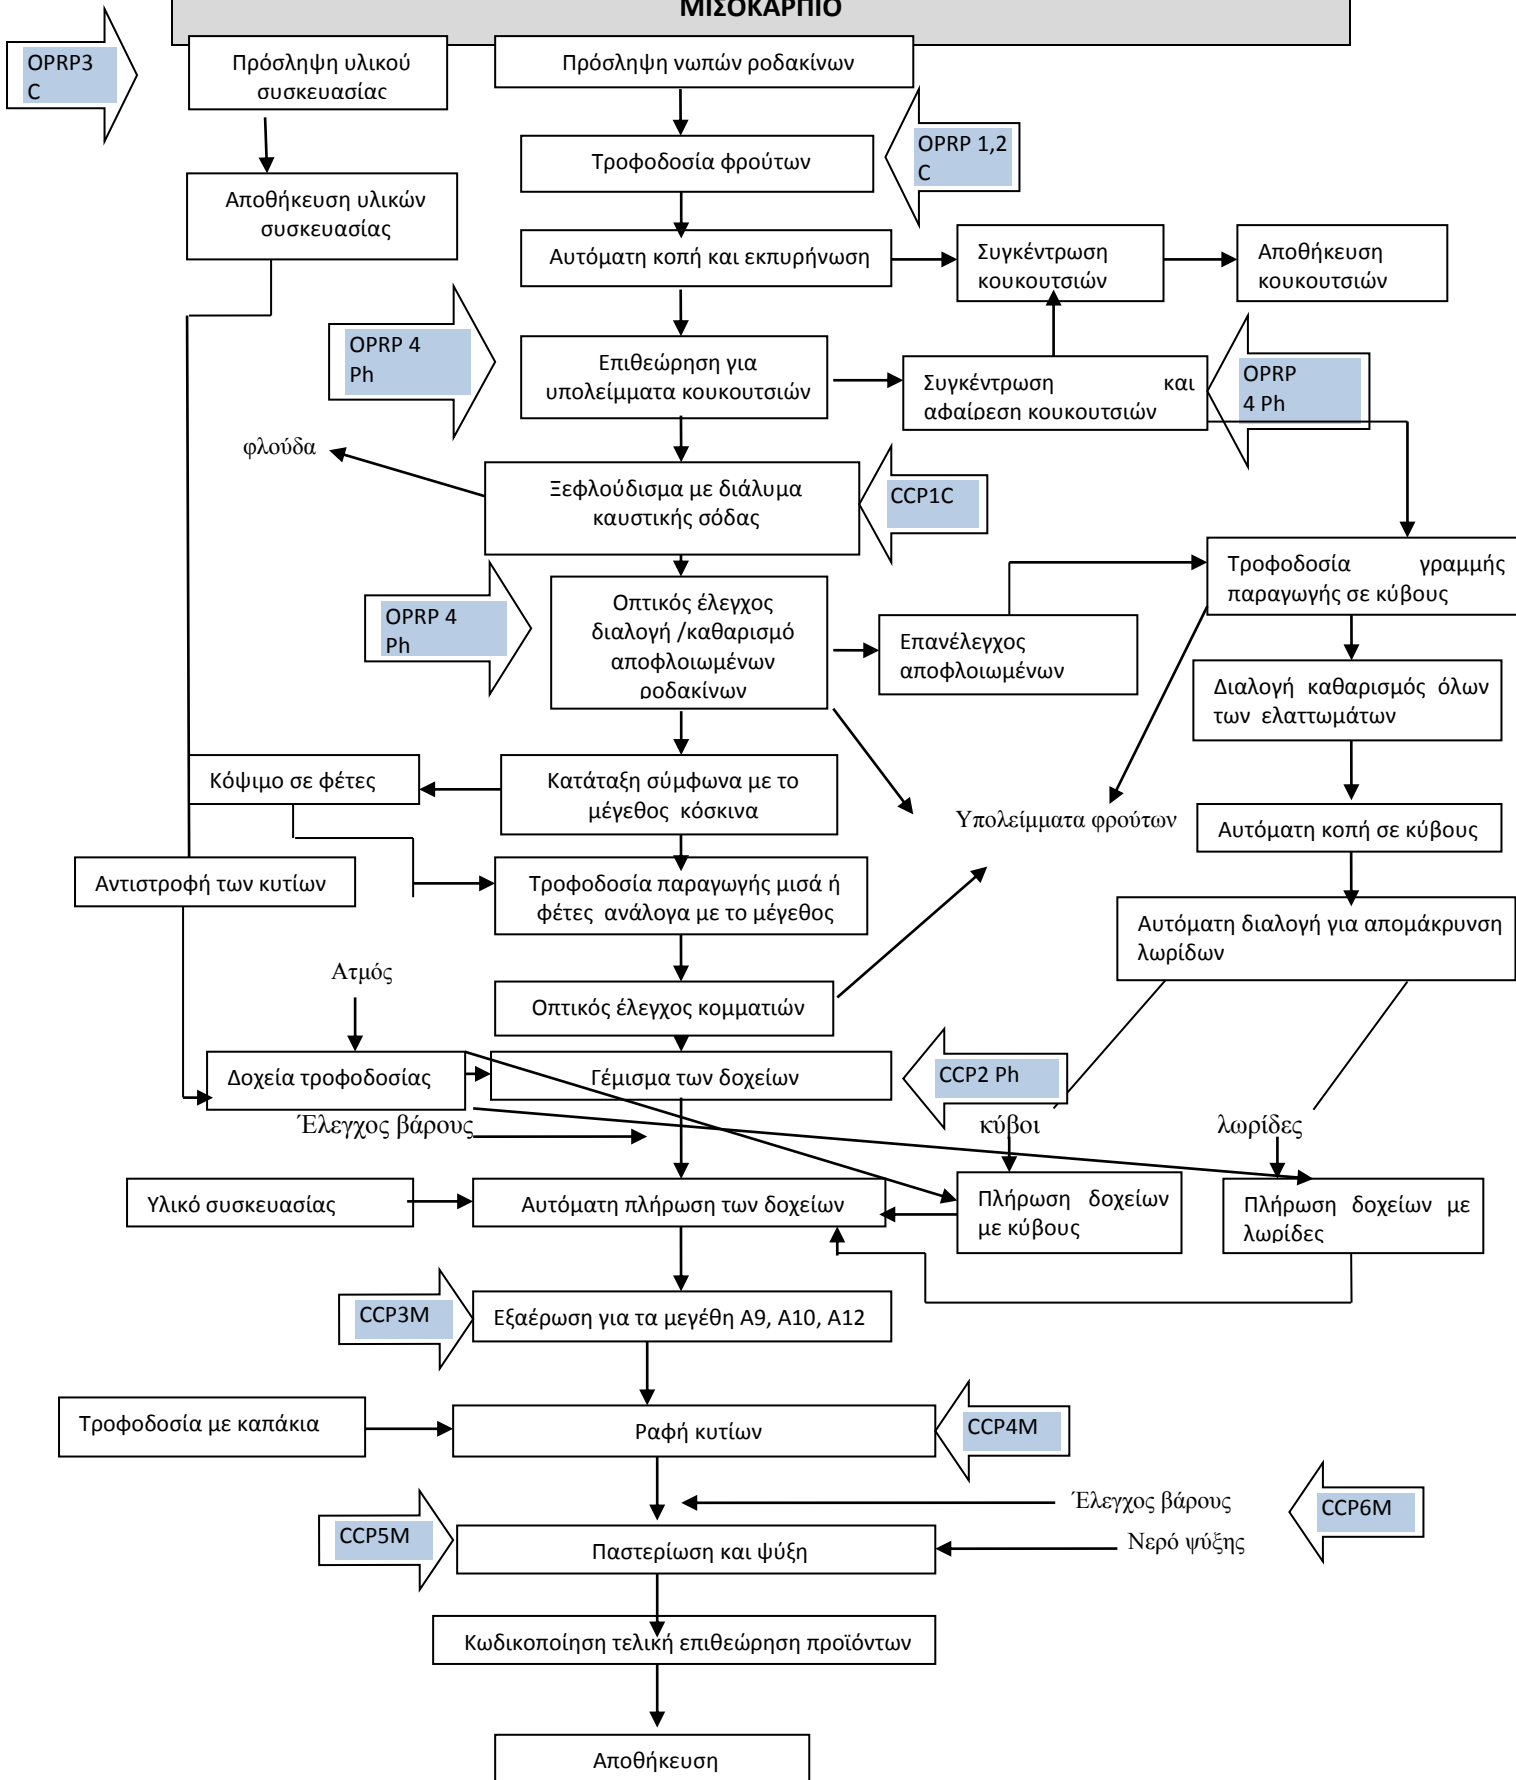 ΜΙΣΟΚΑΡΠΙΟ
OPRP3
C
Πρόσληψη υλικού
συσκευασίας
Πρόσληψη νωπών ροδακίνων
Τροφοδοσία φρούτων
OPRP 1,2
C
Αποθήκευση υλικών
συσκευασίας
Αυτόματη κοπή και εκπυρήνωση
Συγκέντρωση
κουκουτσιών
Αποθήκευση
κουκουτσιών
OPRP 4
Ph
Επιθεώρηση για
υπολείμματα κουκουτσιών
Συγκέντρωση και
αφαίρεση κουκουτσιών
OPRP
4 Ph
φλούδα
Ξεφλούδισμα με διάλυμα
καυστικής σόδας
CCP1C
OPRP 4
Ph
Οπτικός έλεγχος
διαλογή /καθαρισμό
αποφλοιωμένων
ροδακίνων
Επανέλεγχος
αποφλοιωμένων
Τροφοδοσία γραμμής
παραγωγής σε κύβους
Διαλογή καθαρισμός όλων
των ελαττωμάτων
Κόψιμο σε φέτες
Κατάταξη σύμφωνα με το
μέγεθος κόσκινα
Υπολείμματα φρούτων
Αυτόματη κοπή σε κύβους
Αντιστροφή των κυτίων
Τροφοδοσία παραγωγής μισά ή
φέτες ανάλογα με το μέγεθος
Αυτόματη διαλογή για απομάκρυνση
λωρίδων
Ατμός
Οπτικός έλεγχος κομματιών
Δοχεία τροφοδοσίας
Γέμισμα των δοχείων
CCP2 Ph
Έλεγχος βάρους
κύβοι
λωρίδες
Υλικό συσκευασίας
Αυτόματη πλήρωση των δοχείων
Πλήρωση δοχείων
με κύβους
Πλήρωση δοχείων με
λωρίδες
CCP3M
Εξαέρωση για τα μεγέθη Α9, Α10, Α12
Τροφοδοσία με καπάκια
Ραφή κυτίων
CCP4M
Έλεγχος βάρους
CCP6M
CCP5M
Παστερίωση και ψύξη
Νερό ψύξης
Κωδικοποίηση τελική επιθεώρηση προϊόντων
Αποθήκευση